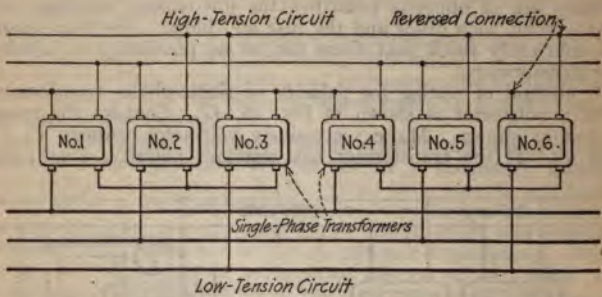 High-Tension Circuit
Reversed Connection
No.1
No.2
No.3
No.4
No.5
No.6
Single-Phase Transformers
Low-Tension Circuit